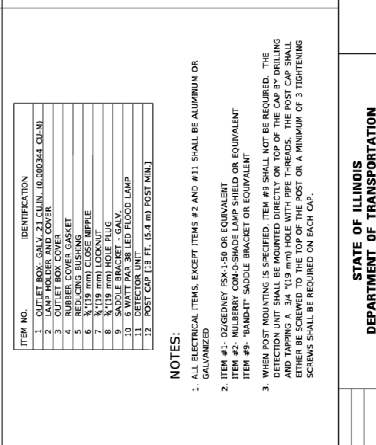 ITEM NO. IDENTIFICATION
1 OUTLET BOX, GALV. 21 CU.IN. (0.000344 CU-M)
2 LAMP HOLDER AND COVER
3 OUTLET BOX COVER
4 RUBBER COVER GASKET
5 REDUCING BUSHING
6 ¾"(19 mm) CLOSE NIPPLE
7 ¾"(19 mm) LOCKNUT
8 ¾"(19 mm) HOLE PLUG
9 SADDLE BRACKET - GALV.
10 6 WATT PAR 38 LED FLOOD LAMP
11 DETECTOR UNIT
12 POST CAP [18 FT. (5.4 m) POST MIN.]
NOTES:
1. ALL ELECTRICAL ITEMS, EXCEPT ITEMS #2 AND #11 SHALL BE ALUMINUM OR
GALVANIZED
2. ITEM #1- OZ/GEDNEY FSX-1-50 OR EQUIVALENT
ITEM #2- MULBERRY CON-O-SHADE LAMP SHIELD OR EQUIVALENT
ITEM #9- "BAND-IT" SADDLE BRACKET OR EQUIVALENT
3. WHEN POST MOUNTING IS SPECIFIED, ITEM #9 SHALL NOT BE REQUIRED. THE
DETECTION UNIT SHALL BE MOUNTED DIRECTLY ON TOP OF THE CAP BY DRILLING
AND TAPPING A 3/4 "(19 mm) HOLE WITH PIPE THREADS. THE POST CAP SHALL
EITHER BE SCREWED TO THE TOP OF THE POST OR A MINIMUM OF 3 TIGHTENING
SCREWS SHALL BE REQUIRED ON EACH CAP.
STATE OF ILLINOIS
DEPARTMENT OF TRANSPORTATION